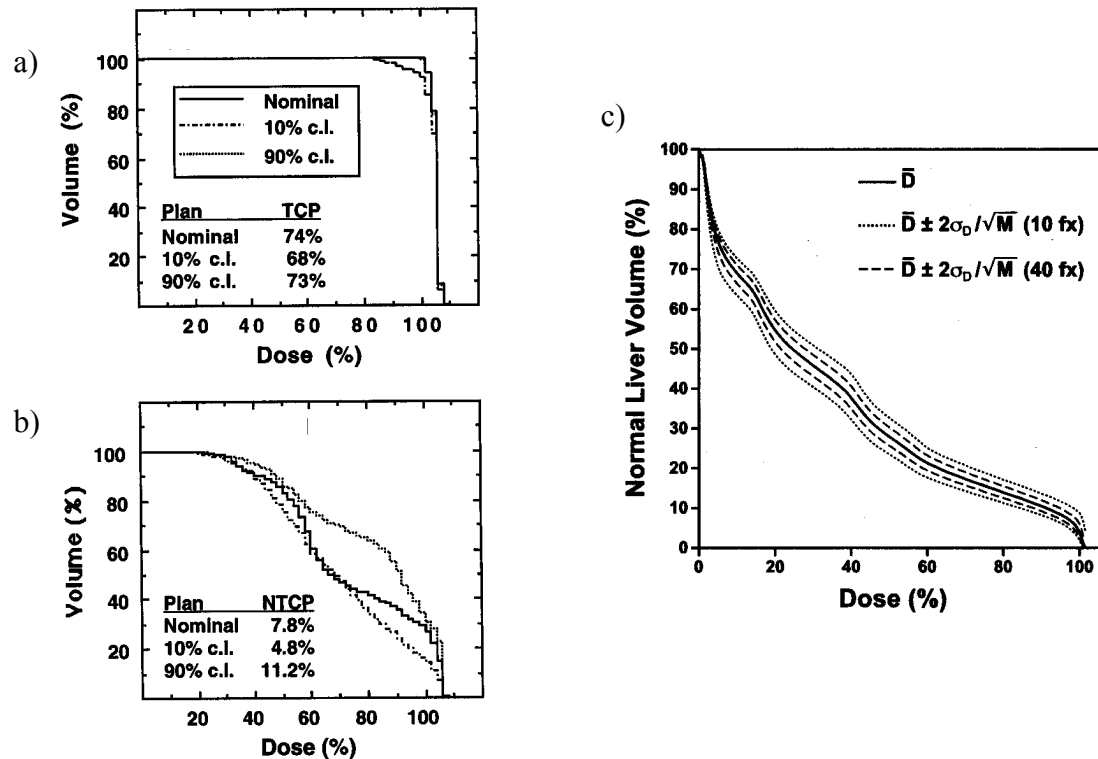 a)
100
80
60
40
20
Volume (%)
Nominal
10% c.l.
90% c.l.
Plan TCP
Nominal 74%
10% c.l. 68%
90% c.l. 73%
20 40 60 80 100
Dose (%)
b)
100
80
60
40
20
Volume (%)
Plan NTCP
Nominal 7.8%
10% c.l. 4.8%
90% c.l. 11.2%
20 40 60 80 100
Dose (%)
c)
100
90
80
70
60
50
40
30
20
10
0
Normal Liver Volume (%)
D̄
D̄ ± 2σ_D/√M̄ (10 fx)
D̄ ± 2σ_D/√M̄ (40 fx)
0 20 40 60 80 100
Dose (%)